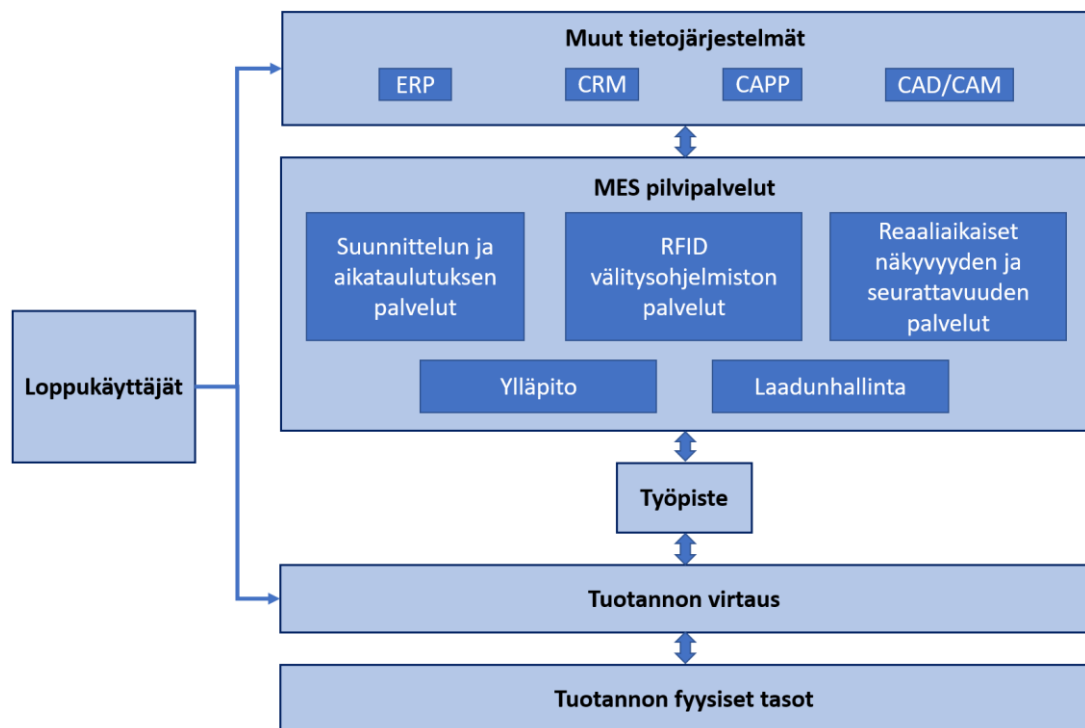 Muut tietojärjestelmät
ERP
CRM
CAPP
CAD/CAM
MES pilvipalvelut
Suunnittelun ja
aikataulutuksen
palvelut
RFID
välitysohjelmiston
palvelut
Reaaliaikaiset
näkyvyyden ja
seurattavuuden
palvelut
Ylläpito
Laadunhallinta
Loppukäyttäjät
Työpiste
Tuotannon virtaus
Tuotannon fyysiset tasot